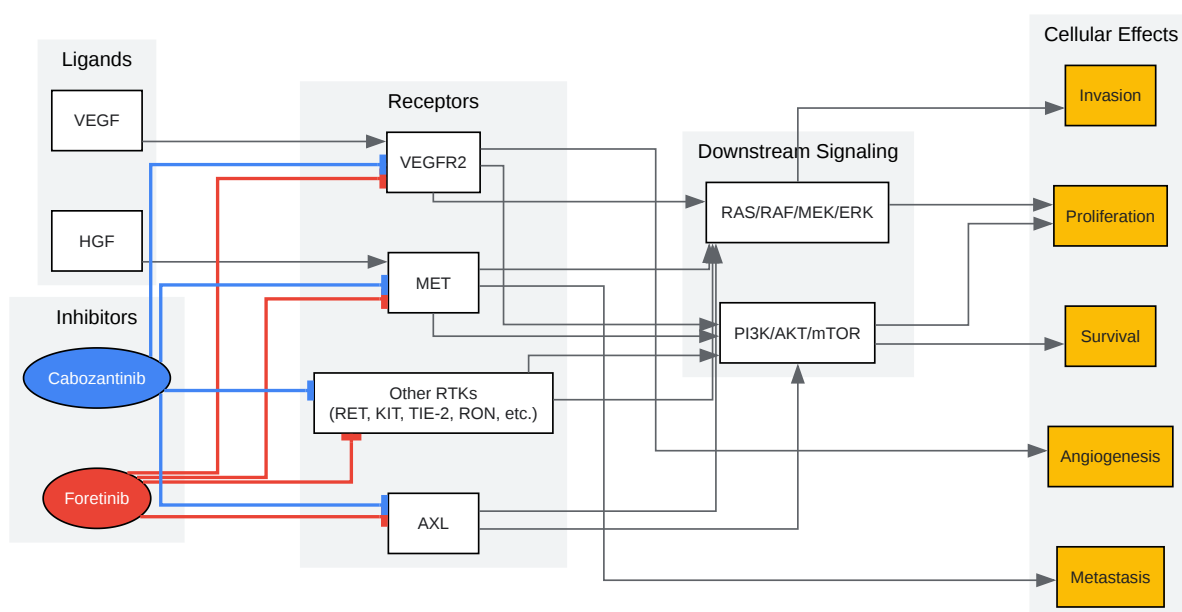 Ligands
VEGF
HGF
Inhibitors
Cabozantinib
Foretinib
Receptors
VEGFR2
MET
Other RTKs
(RET, KIT, TIE-2, RON, etc.)
AXL
Downstream Signaling
RAS/RAF/MEK/ERK
PI3K/AKT/mTOR
Cellular Effects
Invasion
Proliferation
Survival
Angiogenesis
Metastasis